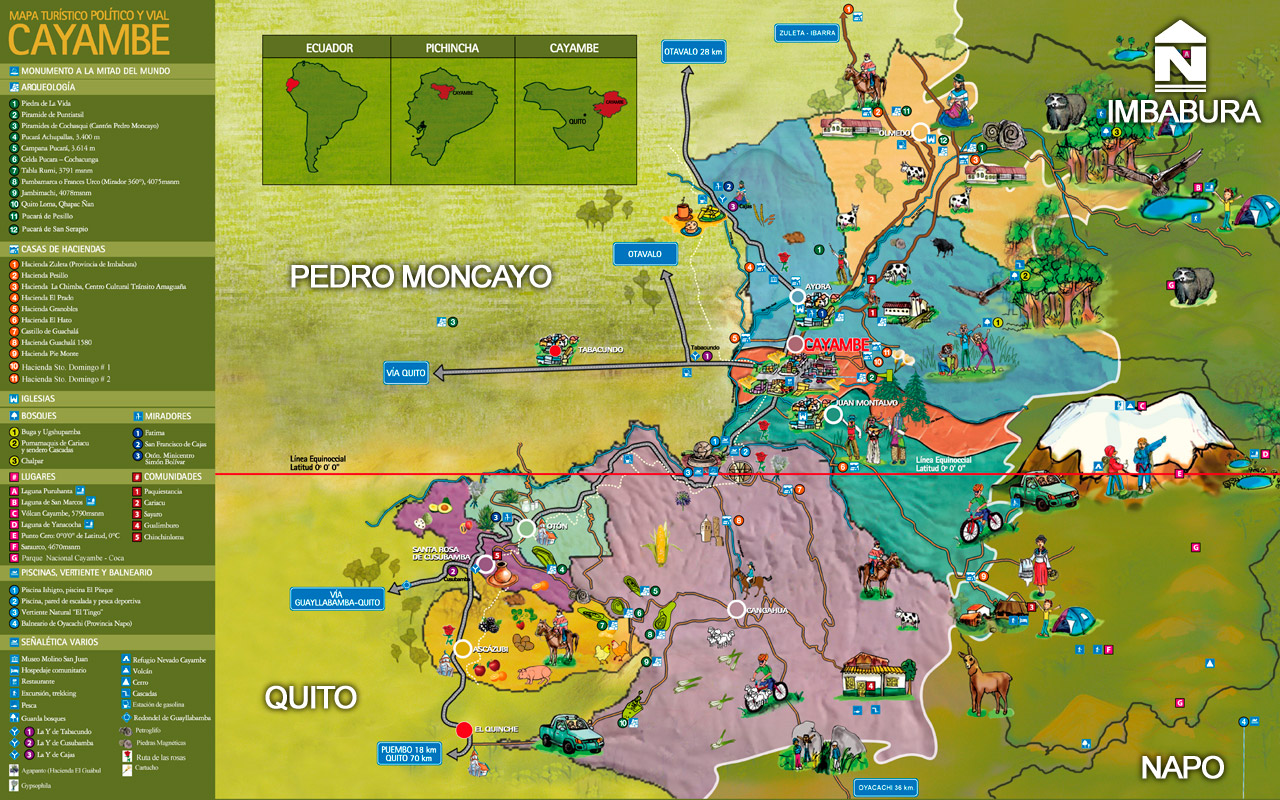 MAPA TURÍSTICO POLÍTICO Y VIAL
CAYAMBE
MONUMENTO A LA MITAD DEL MUNDO
ARQUEOLOGÍA
1 Piedra de La Vida
2 Piramide de Puntiatsil
3 Piramides de Cochasqui (Cantón Pedro Moncayo)
4 Pucará Achupallas, 3.400 m
5 Campana Pucará, 3.614 m
6 Celda Pucara – Cochacunga
7 Tabla Rumi, 3791 msnm
8 Pambamarca o Frances Urco (Mirador 360º), 4075msnm
9 Jambimachi, 4078msnm
10 Quito Loma, Qhapac Ñan
11 Pucará de Pesillo
12 Pucará de San Serapio
CASAS DE HACIENDAS
1 Hacienda Zuleta (Provincia de Imbabura)
2 Hacienda Pesillo
3 Hacienda La Chimba, Centro Cultural Tránsito Amaguaña
4 Hacienda El Prado
5 Hacienda Granobles
6 Hacienda El Hato
7 Castillo de Guachalá
8 Hacienda Guachalá 1580
9 Hacienda Pie Monte
10 Hacienda Sto. Domingo # 1
11 Hacienda Sto. Domingo # 2
IGLESIAS
BOSQUES
1 Buga y Ugshupamba
2 Pumamaquis de Cariacu
y sendero Cascadas
3 Chalpar
MIRADORES
1 Fatima
2 San Francisco de Cajas
3 Otón, Minicentro
Simón Bolívar
# LUGARES
A Laguna Puruhanta
B Laguna de San Marcos
C Vólcan Cayambe, 5790msnm
D Laguna de Yanacocha
E Punto Cero: 0°0'0" de Latitud, 0°C
F Saraurco, 4670msnm
G Parque Nacional Cayambe - Coca
# COMUNIDADES
1 Paquiestancia
2 Cariacu
3 Sayaro
4 Gualimburo
5 Chinchinloma
PISCINAS, VERTIENTE Y BALNEARIO
1 Piscina Ishigto, piscina El Pisque
2 Piscina, pared de escalada y pesca deportiva
3 Vertiente Natural "El Tingo"
4 Balneario de Oyacachi (Provincia Napo)
SEÑALÉTICA VARIOS
Museo Molino San Juan
Hospedaje comunitario
Restaurante
Excursión, trekking
Pesca
Guarda bosques
1 La Y de Tabacundo
2 La Y de Cusubamba
3 La Y de Cajas
Agapanto (Hacienda El Guabul
Gypsophila
Refugio Nevado Cayambe
Volcán
Cerro
Cascadas
Estación de gasolina
Redondel de Guayllabamba
Petroglifo
Piedras Magnéticas
Ruta de las rosas
Cartucho
ECUADOR
PICHINCHA
CAYAMBE
CAYAMBE
CAYAMBE
QUITO
OTAVALO 28 km
ZULETA - IBARRA
IMBABURA
OLMEDO
Cajas
OTAVALO
PEDRO MONCAYO
AYORA
TABACUNDO
Tabacundo
CAYAMBE
VÍA QUITO
JUAN MONTALVO
Línea Equinoccial
Latitud 0º 0' 0"
Línea Equinoccial
Latitud 0º 0' 0"
OTÓN
SANTA ROSA
DE CUSUBAMBA
Cusubamba
VÍA
GUAYLLABAMBA-QUITO
CANGAHUA
ASCAZUBI
QUITO
EL QUINCHE
PUEMBO 18 km
QUITO 70 km
OYACACHI 36 km
NAPO